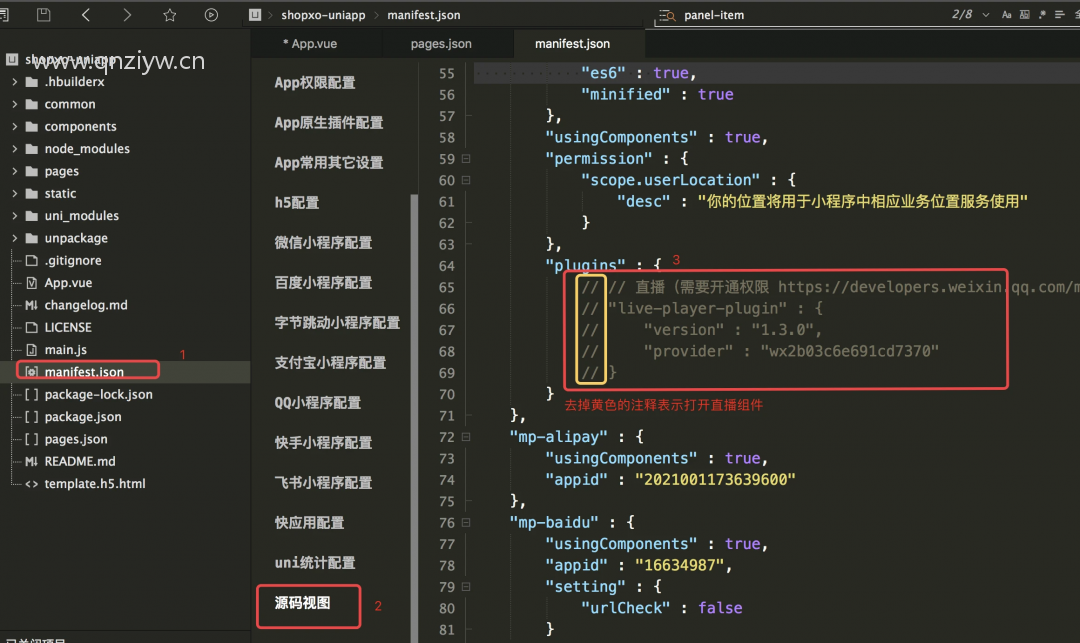 shopxo-uniapp > manifest.json
panel-item
2/8
Aa
* App.vue
pages.json
manifest.json
shopxo-uniapp
www.qnziyw.cn
.hbuilderx
common
components
node_modules
pages
static
uni_modules
unpackage
.gitignore
App.vue
changelog.md
LICENSE
main.js
1
manifest.json
package-lock.json
package.json
pages.json
README.md
template.h5.html
已关闭项目
App权限配置
App原生插件配置
App常用其它设置
h5配置
微信小程序配置
百度小程序配置
字节跳动小程序配置
支付宝小程序配置
QQ小程序配置
快手小程序配置
飞书小程序配置
快应用配置
uni统计配置
源码视图
2
55 "es6" : true,
56 "minified" : true
57 },
58 "usingComponents" : true,
59 "permission" : {
60 "scope.userLocation" : {
61 "desc" : "你的位置将用于小程序中相应业务位置服务使用"
62 }
63 },
64 "plugins" : { 3
65 // // 直播（需要开通权限 https://developers.weixin.qq.com/m
66 // "live-player-plugin" : {
67 // "version" : "1.3.0",
68 // "provider" : "wx2b03c6e691cd7370"
69 // }
70 }
去掉黄色的注释表示打开直播组件
71 },
72 "mp-alipay" : {
73 "usingComponents" : true,
74 "appid" : "2021001173639600"
75 },
76 "mp-baidu" : {
77 "usingComponents" : true,
78 "appid" : "16634987",
79 "setting" : {
80 "urlCheck" : false
81 }